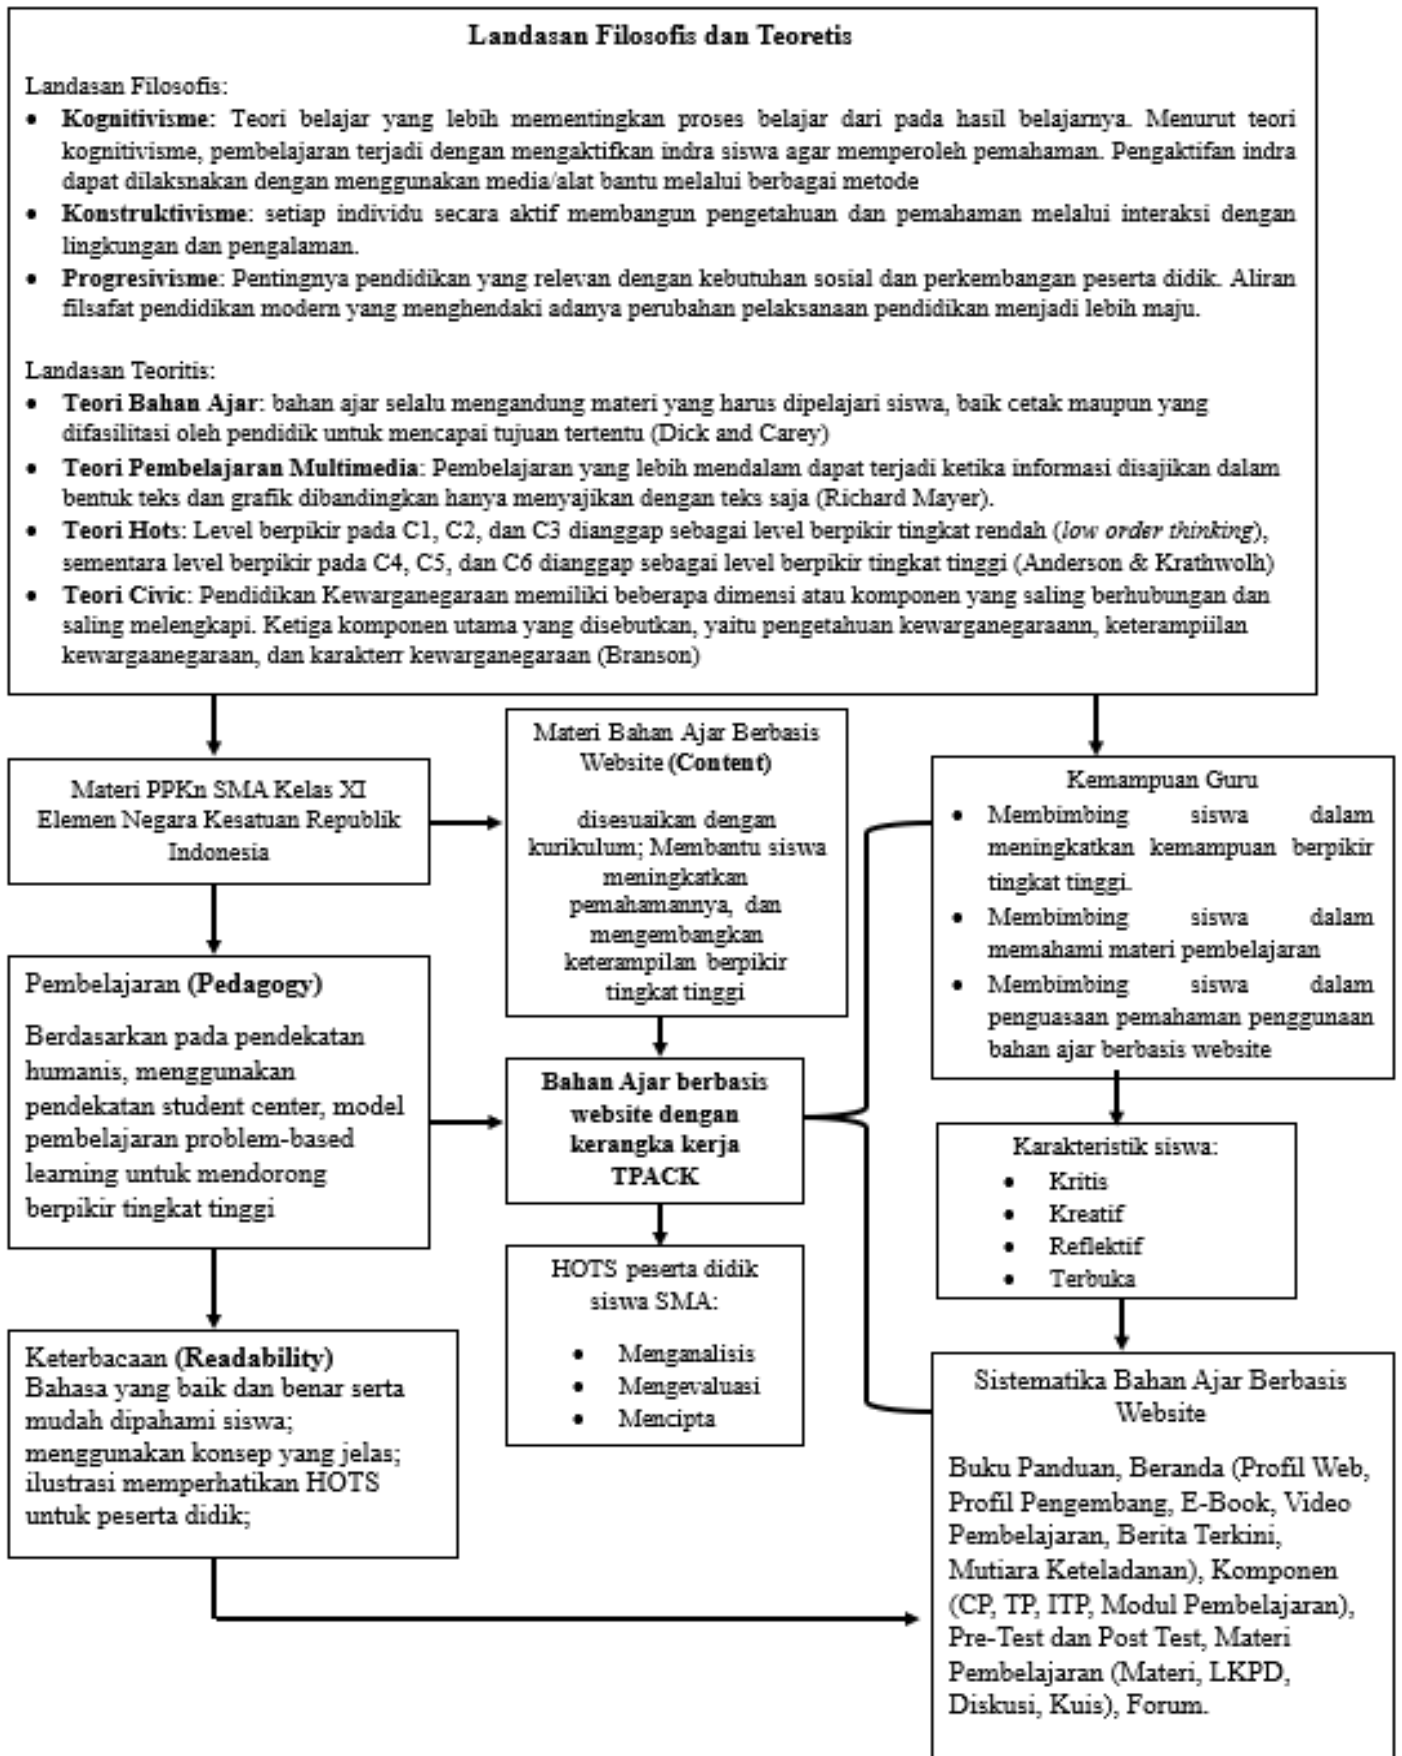 Landasan Filosofis dan Teoretis
Landasan Filosofis:
• Kognitivisme: Teori belajar yang lebih mementingkan proses belajar dari pada hasil belajarnya. Menurut teori
kognitivisme, pembelajaran terjadi dengan mengaktifkan indra siswa agar memperoleh pemahaman. Pengaktifan indra
dapat dilaksnakan dengan menggunakan media/alat bantu melalui berbagai metode
• Konstruktivisme: setiap individu secara aktif membangun pengetahuan dan pemahaman melalui interaksi dengan
lingkungan dan pengalaman.
• Progresivisme: Pentingnya pendidikan yang relevan dengan kebutuhan sosial dan perkembangan peserta didik. Aliran
filsafat pendidikan modern yang menghendaki adanya perubahan pelaksanaan pendidikan menjadi lebih maju.
Landasan Teoritis:
• Teori Bahan Ajar: bahan ajar selalu mengandung materi yang harus dipelajari siswa, baik cetak maupun yang
difasilitasi oleh pendidik untuk mencapai tujuan tertentu (Dick and Carey)
• Teori Pembelajaran Multimedia: Pembelajaran yang lebih mendalam dapat terjadi ketika informasi disajikan dalam
bentuk teks dan grafik dibandingkan hanya menyajikan dengan teks saja (Richard Mayer).
• Teori Hots: Level berpikir pada C1, C2, dan C3 dianggap sebagai level berpikir tingkat rendah (low order thinking),
sementara level berpikir pada C4, C5, dan C6 dianggap sebagai level berpikir tingkat tinggi (Anderson & Krathwolh)
• Teori Civic: Pendidikan Kewarganegaraan memiliki beberapa dimensi atau komponen yang saling berhubungan dan
saling melengkapi. Ketiga komponen utama yang disebutkan, yaitu pengetahuan kewarganegaraann, keterampiilan
kewargaanegaraan, dan karakterr kewarganegaraan (Branson)
Materi PPKn SMA Kelas XI
Elemen Negara Kesatuan Republik
Indonesia
Materi Bahan Ajar Berbasis
Website (Content)
disesuaikan dengan
kurikulum; Membantu siswa
meningkatkan
pemahamannya, dan
mengembangkan
keterampilan berpikir
tingkat tinggi
Kemampuan Guru
• Membimbing siswa dalam
meningkatkan kemampuan berpikir
tingkat tinggi.
• Membimbing siswa dalam
memahami materi pembelajaran
• Membimbing siswa dalam
penguasaan pemahaman penggunaan
bahan ajar berbasis website
Pembelajaran (Pedagogy)
Berdasarkan pada pendekatan
humanis, menggunakan
pendekatan student center, model
pembelajaran problem-based
learning untuk mendorong
berpikir tingkat tinggi
Bahan Ajar berbasis
website dengan
kerangka kerja
TPACK
Karakteristik siswa:
• Kritis
• Kreatif
• Reflektif
• Terbuka
HOTS peserta didik
siswa SMA:
• Menganalisis
• Mengevaluasi
• Mencipta
Keterbacaan (Readability)
Bahasa yang baik dan benar serta
mudah dipahami siswa;
menggunakan konsep yang jelas;
ilustrasi memperhatikan HOTS
untuk peserta didik;
Sistematika Bahan Ajar Berbasis
Website
Buku Panduan, Beranda (Profil Web,
Profil Pengembang, E-Book, Video
Pembelajaran, Berita Terkini,
Mutiara Keteladanan), Komponen
(CP, TP, ITP, Modul Pembelajaran),
Pre-Test dan Post Test, Materi
Pembelajaran (Materi, LKPD,
Diskusi, Kuis), Forum.